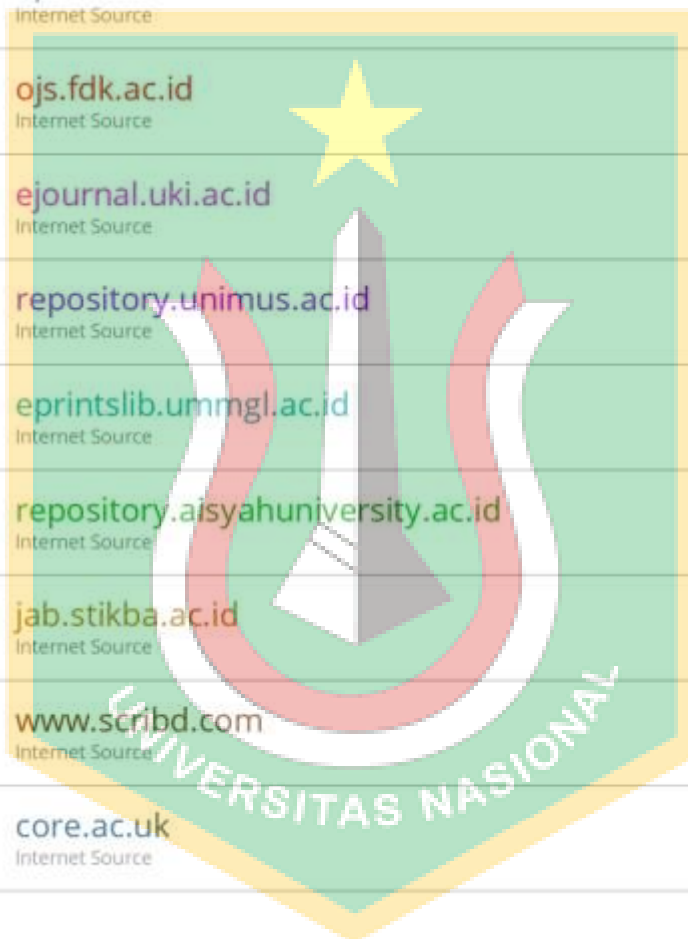 Internet Source
ojs.fdk.ac.id
Internet Source
ejournal.uki.ac.id
Internet Source
repository.unimus.ac.id
Internet Source
eprintslib.ummgl.ac.id
Internet Source
repository.aisyahuniversity.ac.id
Internet Source
jab.stikba.ac.id
Internet Source
www.scribd.com
Internet Source
core.ac.uk
Internet Source
UNIVERSITAS NASIONAL